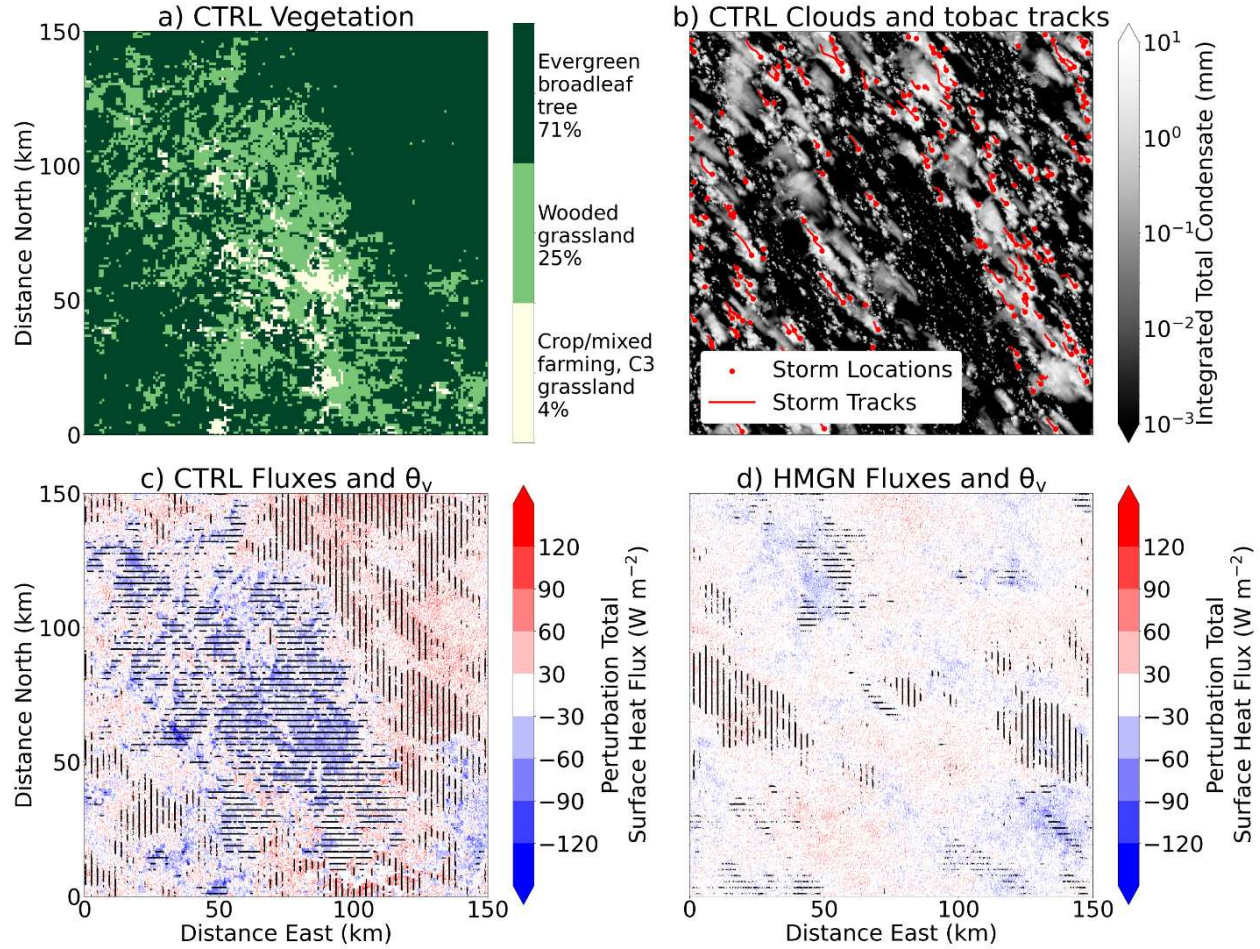 a) CTRL Vegetation
150
100
50
0
Distance North (km)
Evergreen
broadleaf
tree
71%
Wooded
grassland
25%
Crop/mixed
farming, C3
grassland
4%
b) CTRL Clouds and tobac tracks
Storm Locations
Storm Tracks
10¹
10⁰
10⁻¹
10⁻²
10⁻³
Integrated Total Condensate (mm)
c) CTRL Fluxes and θᵥ
150
100
50
0
Distance North (km)
0 50 100 150
Distance East (km)
120
90
60
30
−30
−60
−90
−120
Perturbation Total
Surface Heat Flux (W m⁻²)
d) HMGN Fluxes and θᵥ
0 50 100 150
Distance East (km)
120
90
60
30
−30
−60
−90
−120
Perturbation Total
Surface Heat Flux (W m⁻²)